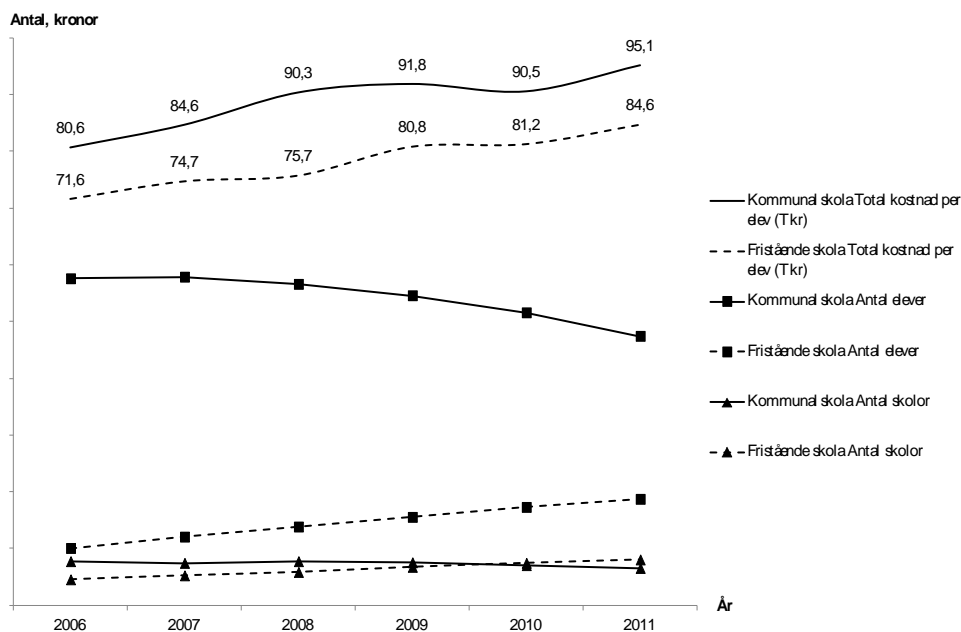 Antal, kronor
95,1
91,8
90,3
90,5
84,6
84,6
80,6
80,8
81,2
74,7
75,7
71,6
Kommunal skola Total kostnad per
elev (Tkr)
Fristående skola Total kostnad per
elev (Tkr)
Kommunal skola Antal elever
Fristående skola Antal elever
Kommunal skola Antal skolor
Fristående skola Antal skolor
År
2006 2007 2008 2009 2010 2011